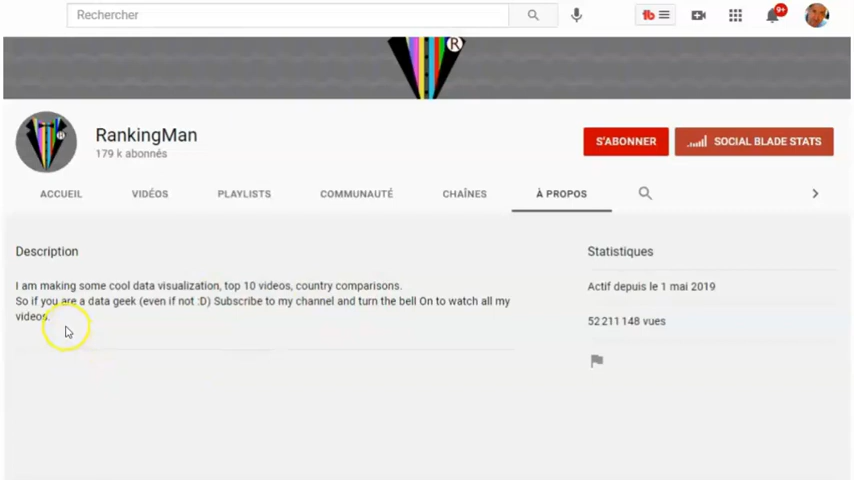 Rechercher
9+
R
R
RankingMan
179 k abonnés
S'ABONNER
SOCIAL BLADE STATS
ACCUEIL VIDÉOS PLAYLISTS COMMUNAUTÉ CHAÎNES À PROPOS
Description
Statistiques
I am making some cool data visualization, top 10 videos, country comparisons.
So if you are a data geek (even if not :D) Subscribe to my channel and turn the bell On to watch all my
videos.
Actif depuis le 1 mai 2019
52 211 148 vues